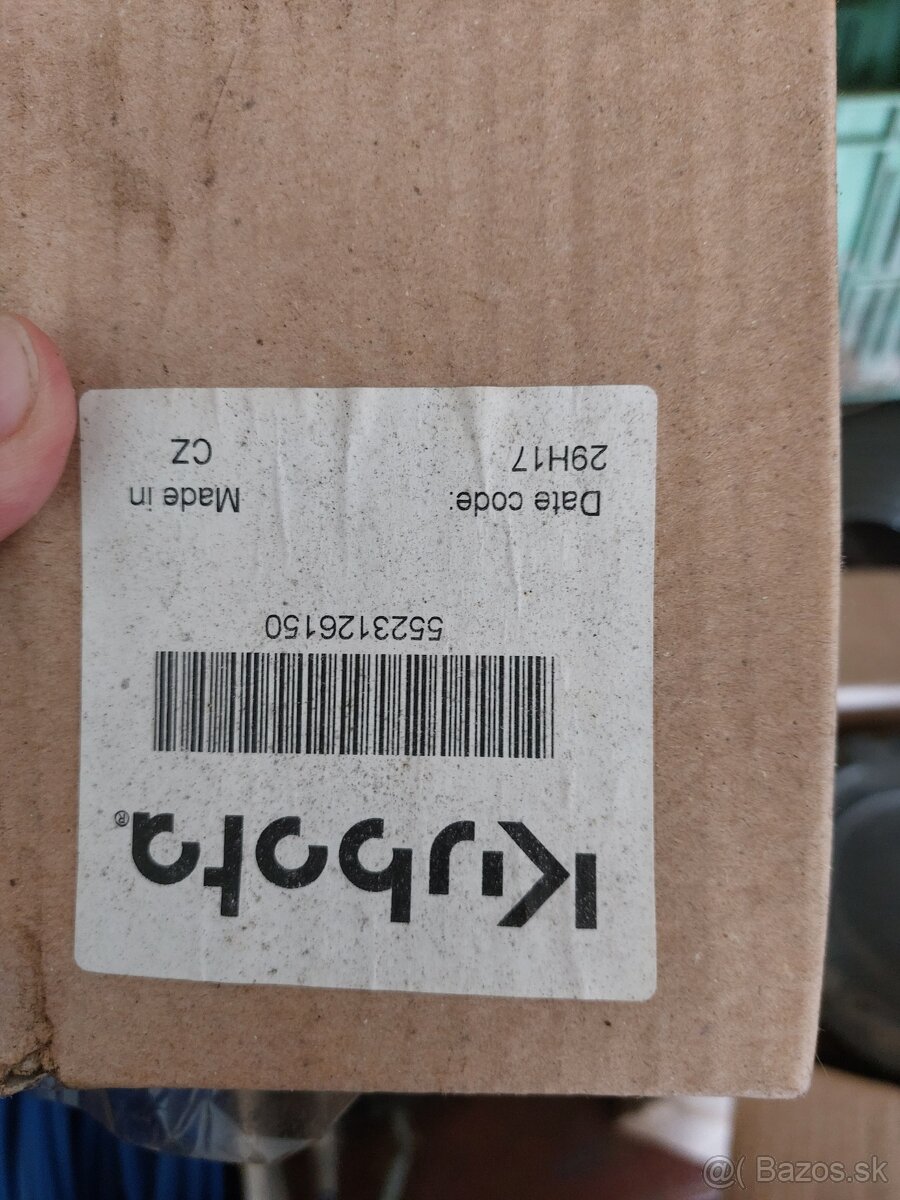 Kubota®
5523126150
Date code: Made in
29H17 CZ
@( Bazos.sk